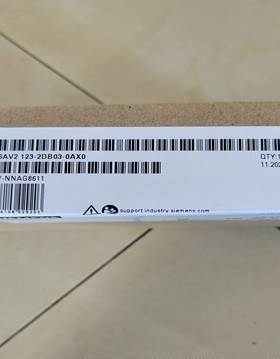 6AV2 123-2DB03-0AX0
QTY:1
11.202
-NNAG8611
support.industry.siemens.com